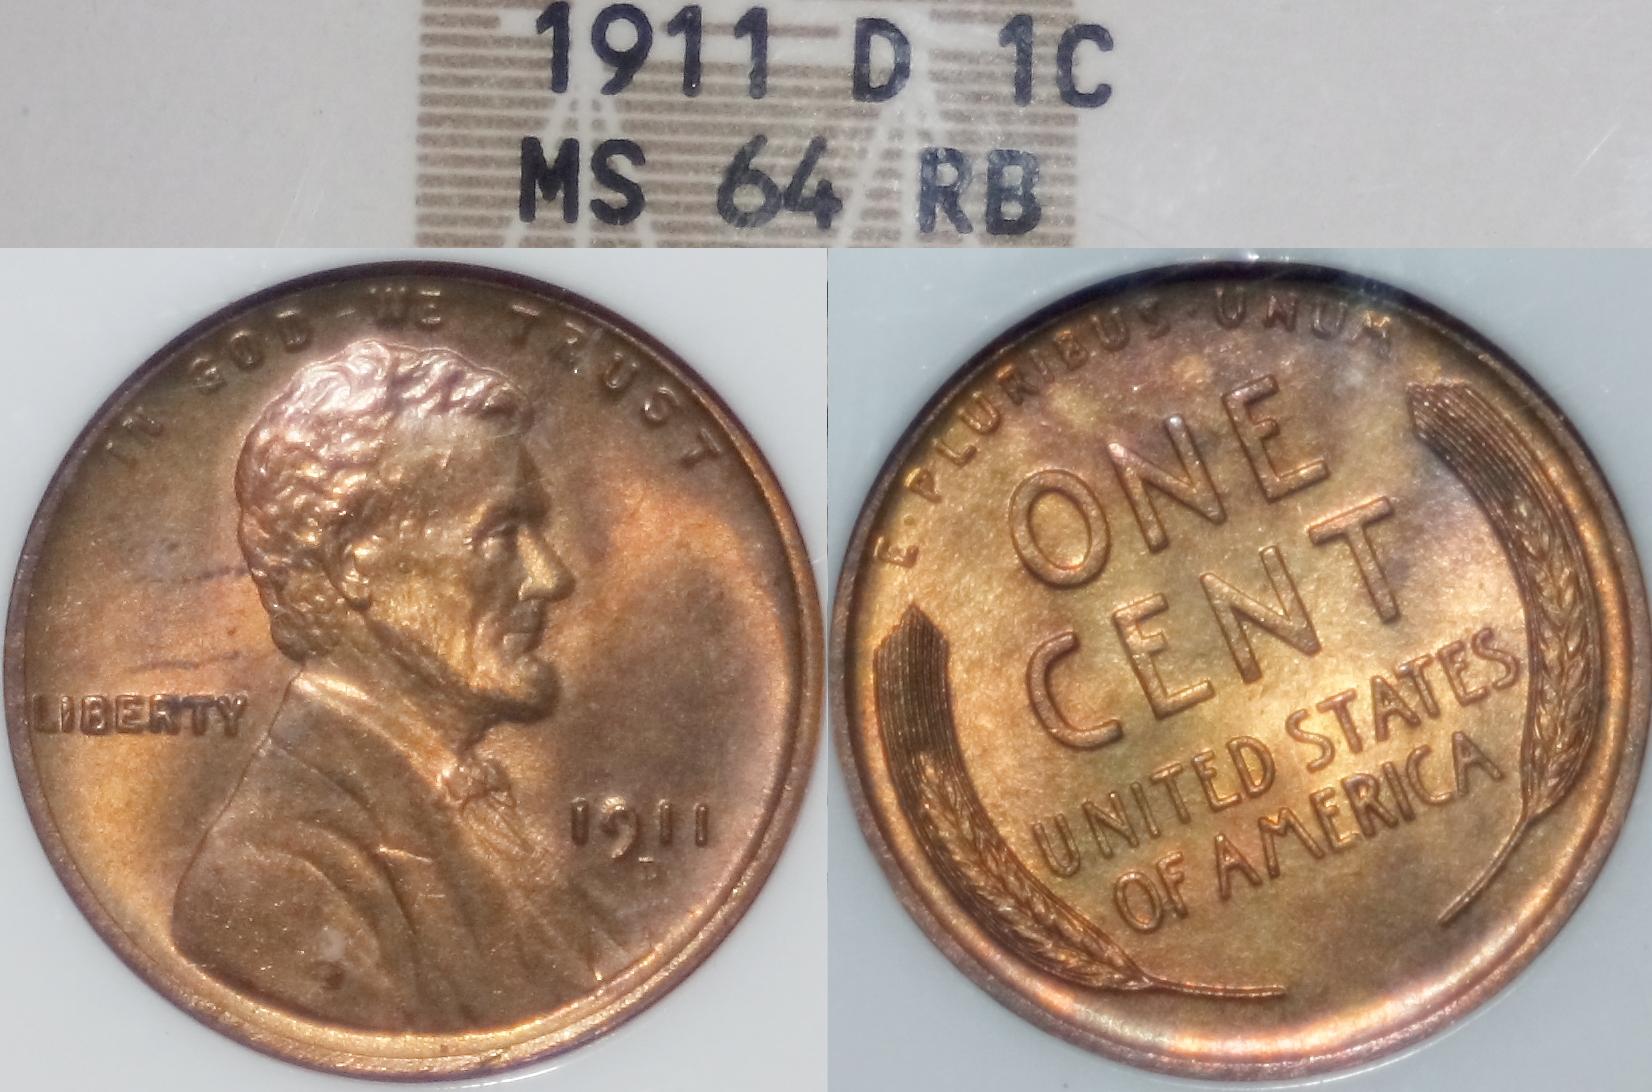 1911 D 1C
MS 64 RB
IN GOD WE TRUST
LIBERTY
1911
D
E·PLURIBUS·UNUM
ONE
CENT
UNITED STATES
OF AMERICA